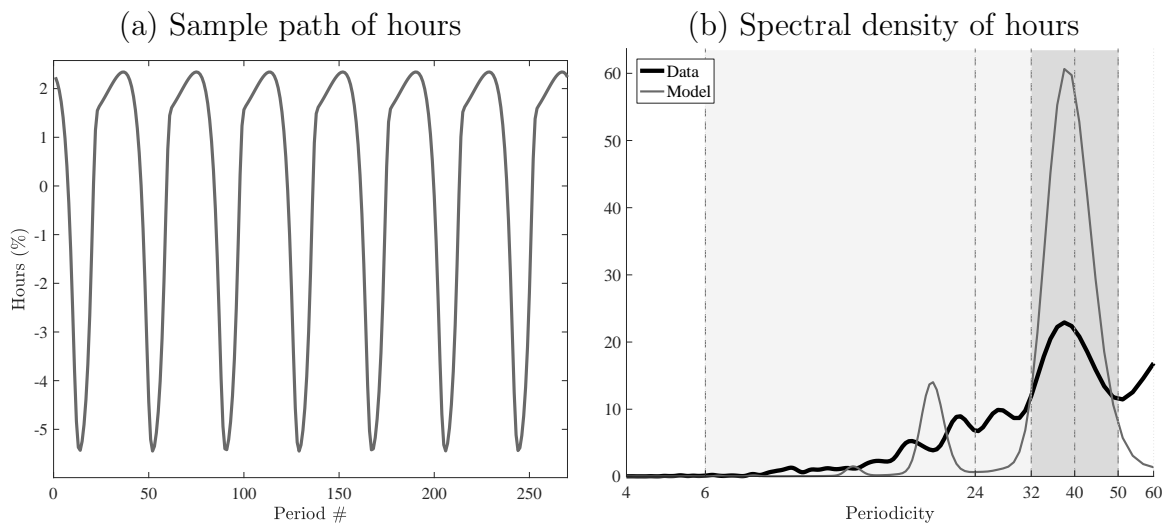 (a) Sample path of hours
2
1
0
-1
-2
-3
-4
-5
Hours (%)
0 50 100 150 200 250
Period #
(b) Spectral density of hours
Data
Model
60
50
40
30
20
10
0
4 6 24 32 40 50 60
Periodicity